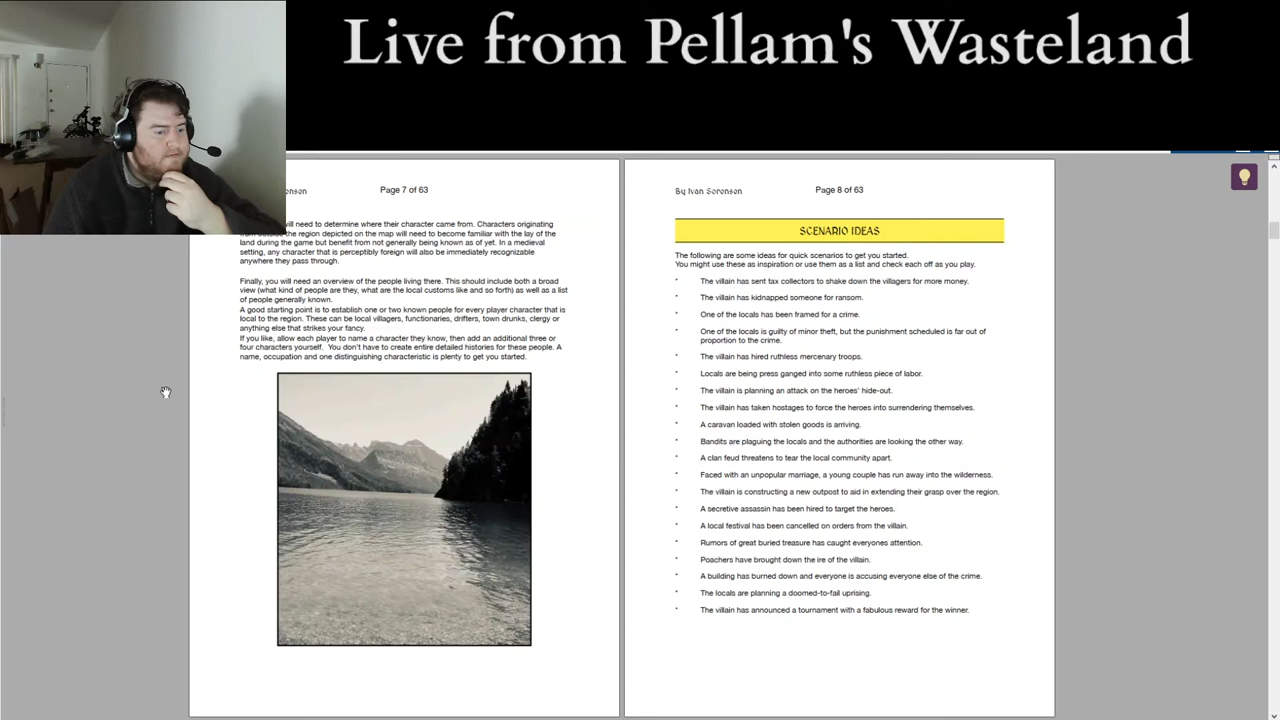 Live from Pellam's Wasteland
Page 7 of 63
will need to determine where their character came from. Characters originating
the region depicted on the map will need to become familiar with the lay of the
land during the game but benefit from not generally being known as of yet. In a medieval
setting, any character that is perceptibly foreign will also be immediately recognizable
anywhere they pass through.
Finally, you will need an overview of the people living there. This should include both a broad
view (what kind of people are they, what are the local customs like and so forth) as well as a list
of people generally known.
A good starting point is to establish one or two known people for every player character that is
local to the region. These can be local villagers, functionaries, drifters, town drunks, clergy or
anything else that strikes your fancy.
If you like, allow each player to name a character they know, then add an additional three or
four characters yourself. You don't have to create entire detailed histories for these people. A
name, occupation and one distinguishing characteristic is plenty to get you started.
By Ivan Sorenson
Page 8 of 63
SCENARIO IDEAS
The following are some ideas for quick scenarios to get you started.
You might use these as inspiration or use them as a list and check each off as you play.
* The villain has sent tax collectors to shake down the villagers for more money.
* The villain has kidnapped someone for ransom.
* One of the locals has been framed for a crime.
* One of the locals is guilty of minor theft, but the punishment scheduled is far out of
proportion to the crime.
* The villain has hired ruthless mercenary troops.
* Locals are being press ganged into some ruthless piece of labor.
* The villain is planning an attack on the heroes' hide-out.
* The villain has taken hostages to force the heroes into surrendering themselves.
* A caravan loaded with stolen goods is arriving.
* Bandits are plaguing the locals and the authorities are looking the other way.
* A clan feud threatens to tear the local community apart.
* Faced with an unpopular marriage, a young couple has run away into the wilderness.
* The villain is constructing a new outpost to aid in extending their grasp over the region.
* A secretive assassin has been hired to target the heroes.
* A local festival has been cancelled on orders from the villain.
* Rumors of great buried treasure has caught everyones attention.
* Poachers have brought down the ire of the villain.
* A building has burned down and everyone is accusing everyone else of the crime.
* The locals are planning a doomed-to-fail uprising.
* The villain has announced a tournament with a fabulous reward for the winner.